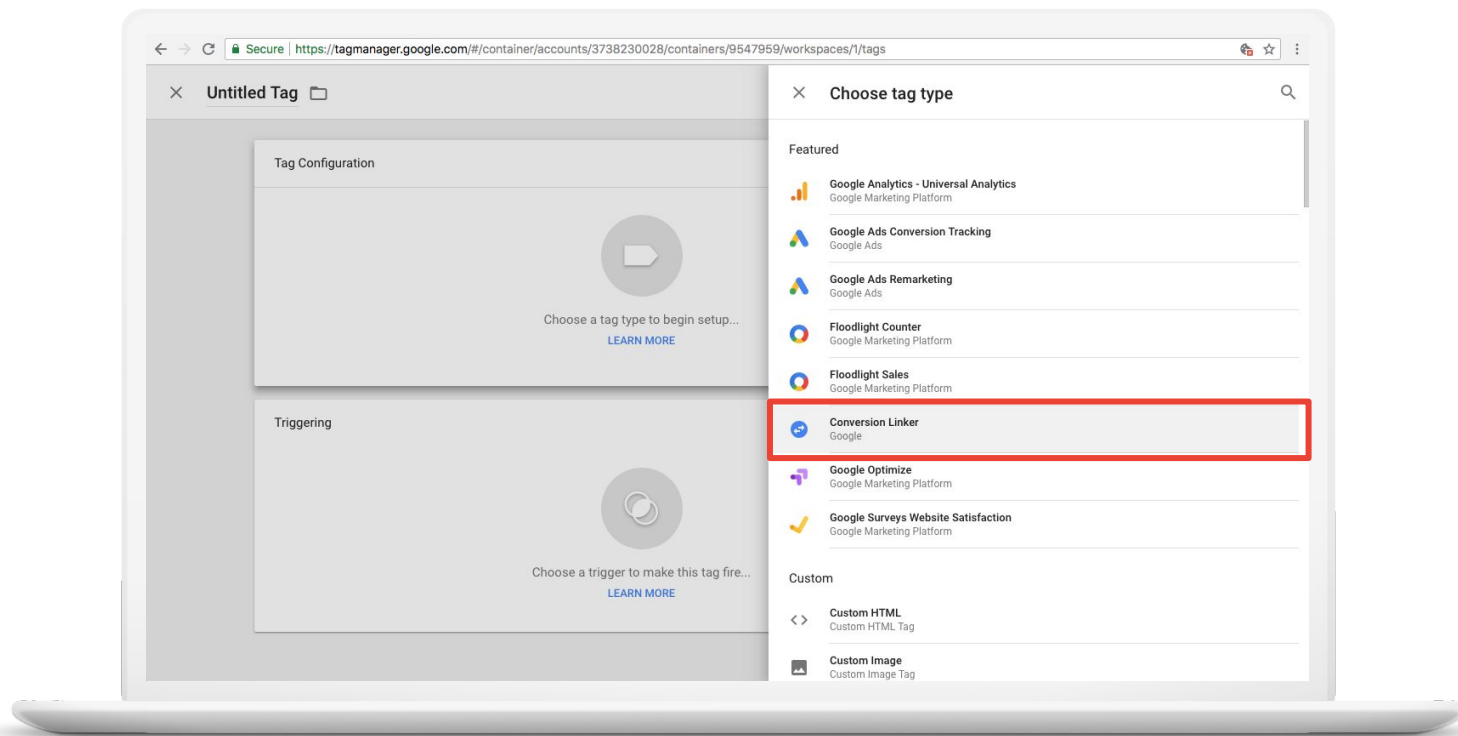 Secure | https://tagmanager.google.com/#/container/accounts/3738230028/containers/9547959/workspaces/1/tags
Untitled Tag
Tag Configuration
Choose a tag type to begin setup...
LEARN MORE
Triggering
Choose a trigger to make this tag fire...
LEARN MORE
Choose tag type
Featured
Google Analytics - Universal Analytics
Google Marketing Platform
Google Ads Conversion Tracking
Google Ads
Google Ads Remarketing
Google Ads
Floodlight Counter
Google Marketing Platform
Floodlight Sales
Google Marketing Platform
Conversion Linker
Google
Google Optimize
Google Marketing Platform
Google Surveys Website Satisfaction
Google Marketing Platform
Custom
Custom HTML
Custom HTML Tag
Custom Image
Custom Image Tag